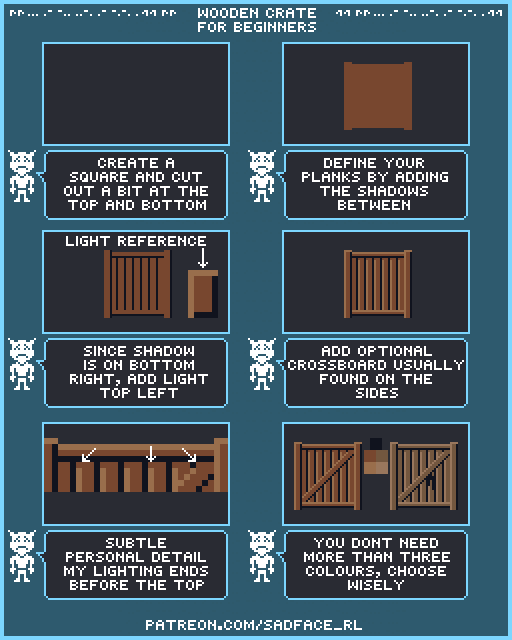 WOODEN CRATE
FOR BEGINNERS
CREATE A
SQUARE AND CUT
OUT A BIT AT THE
TOP AND BOTTOM
DEFINE YOUR
PLANKS BY ADDING
THE SHADOWS
BETWEEN
LIGHT REFERENCE
SINCE SHADOW
IS ON BOTTOM
RIGHT, ADD LIGHT
TOP LEFT
ADD OPTIONAL
CROSSBOARD USUALLY
FOUND ON THE
SIDES
SUBTLE
PERSONAL DETAIL
MY LIGHTING ENDS
BEFORE THE TOP
YOU DONT NEED
MORE THAN THREE
COLOURS, CHOOSE
WISELY
PATREON.COM/SADFACE_RL